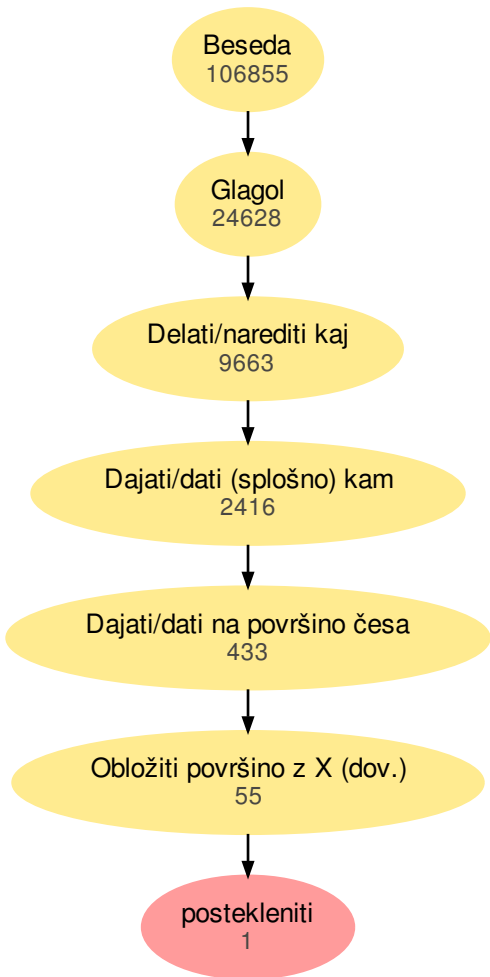 Beseda
106855
Glagol
24628
Delati/narediti kaj
9663
Dajati/dati (splošno) kam
2416
Dajati/dati na površino česa
433
Obložiti površino z X (dov.)
55
postekleniti
1